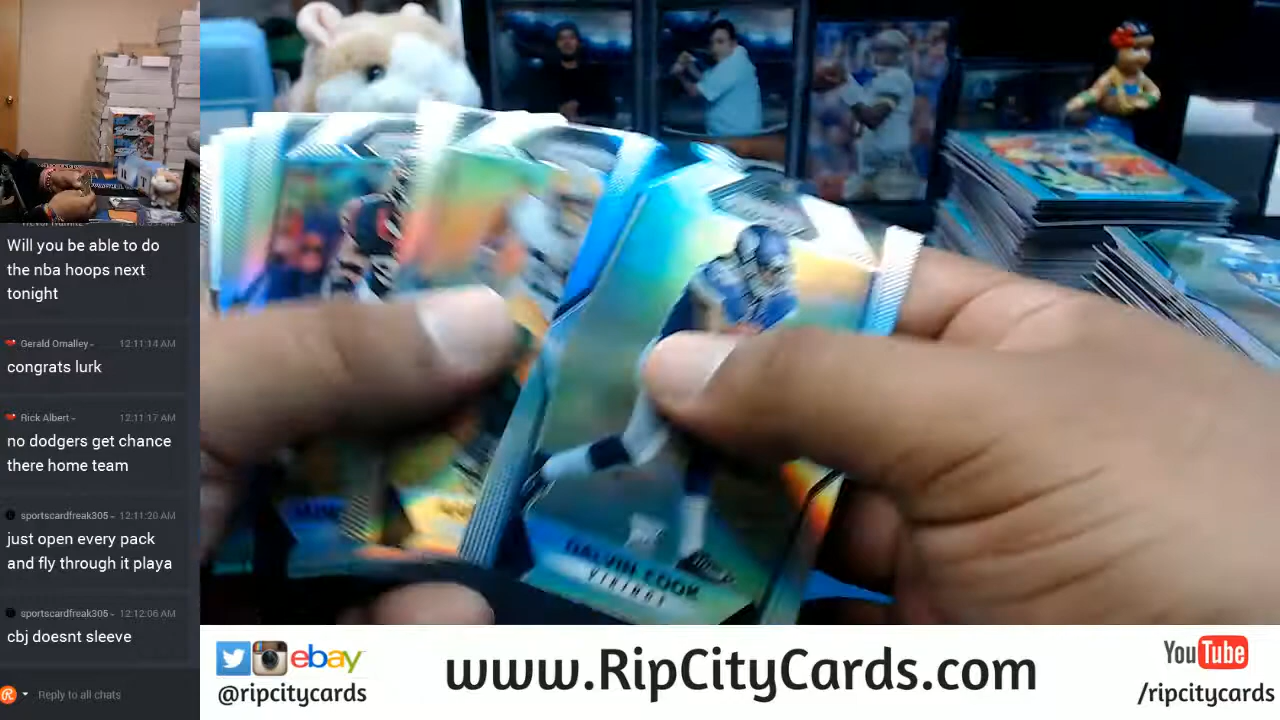 Will you be able to do
the nba hoops next
tonight
Gerald Omalley
12:11:14 AM
congrats lurk
Rick Albert
12:11:17 AM
no dodgers get chance
there home team
sportscardfreak305
12:11:20 AM
just open every pack
and fly through it playa
sportscardfreak305
12:12:06 AM
cbj doesnt sleeve
Reply to all chats
DALVIN COOK
VIKINGS
ebay
@ripcitycards
www.RipCityCards.com
YouTube
/ripcitycards